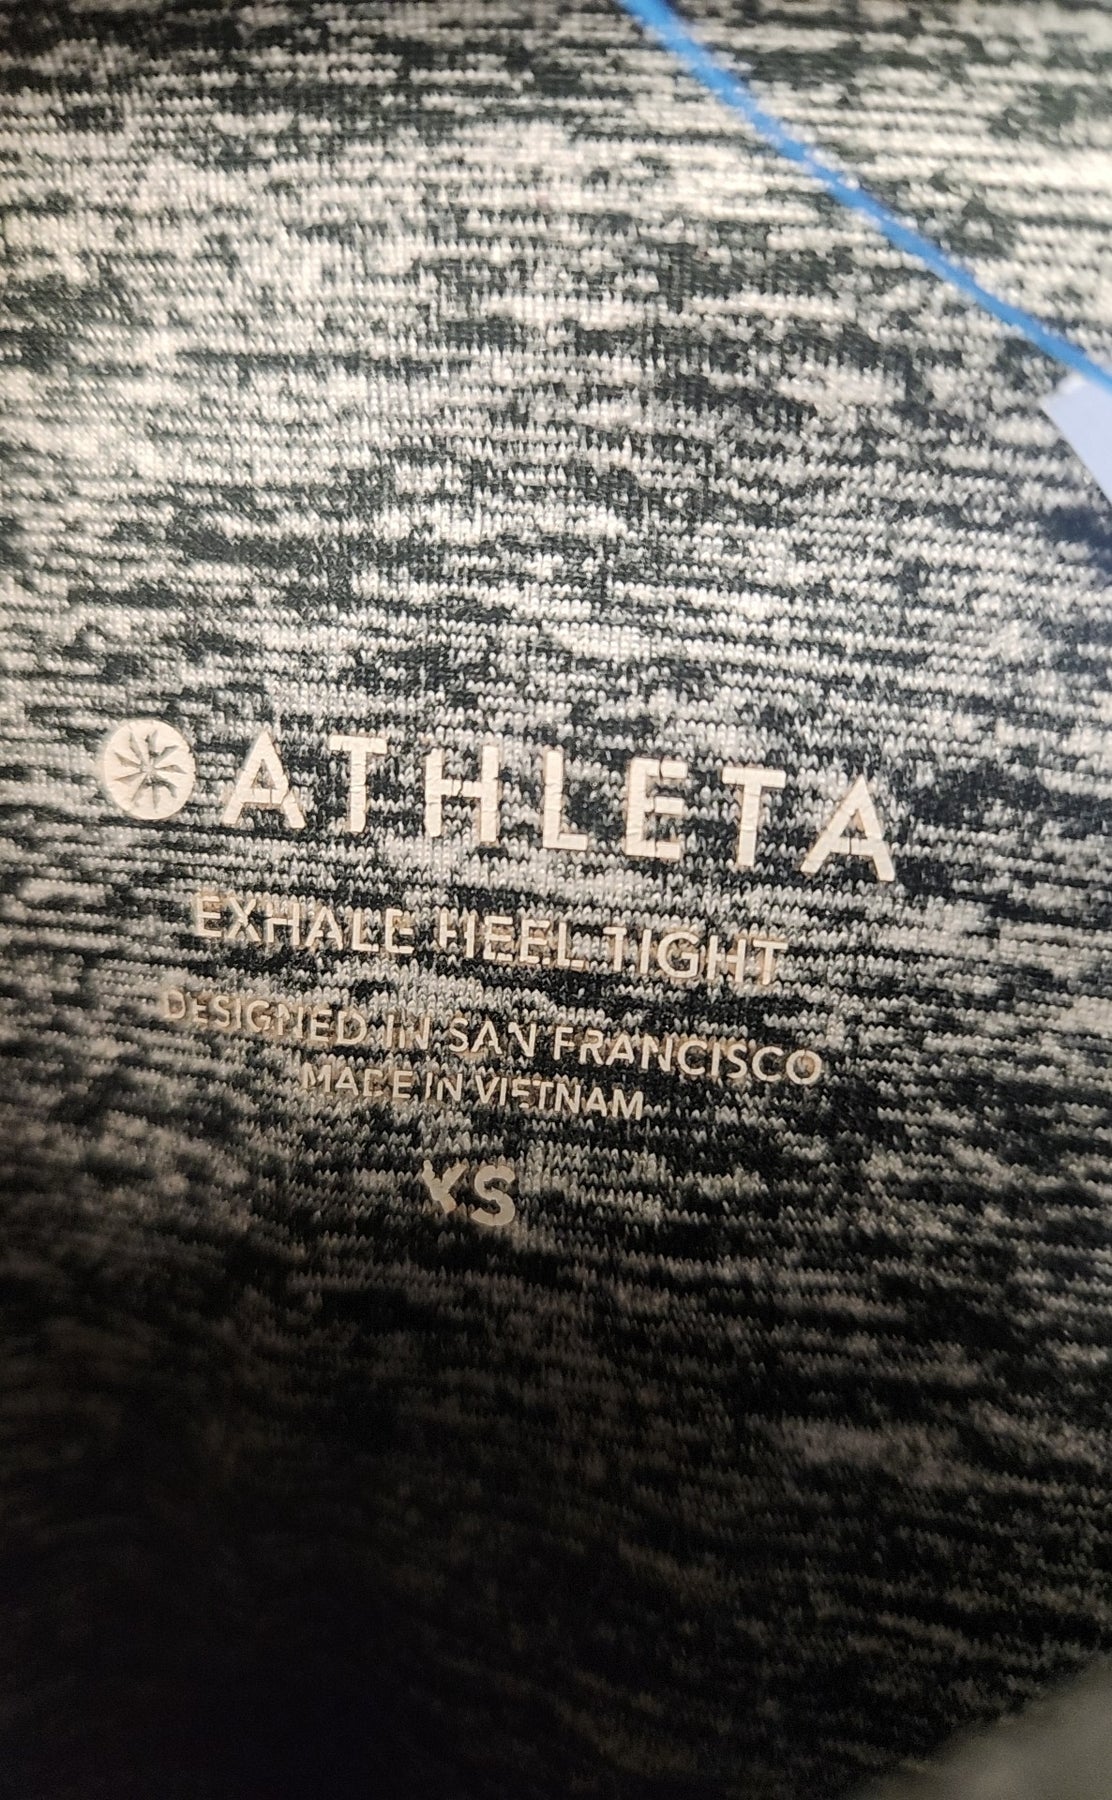 ATHLETA
EXHALE HEEL TIGHT
DESIGNED IN SAN FRANCISCO
MADE IN VIETNAM
XS